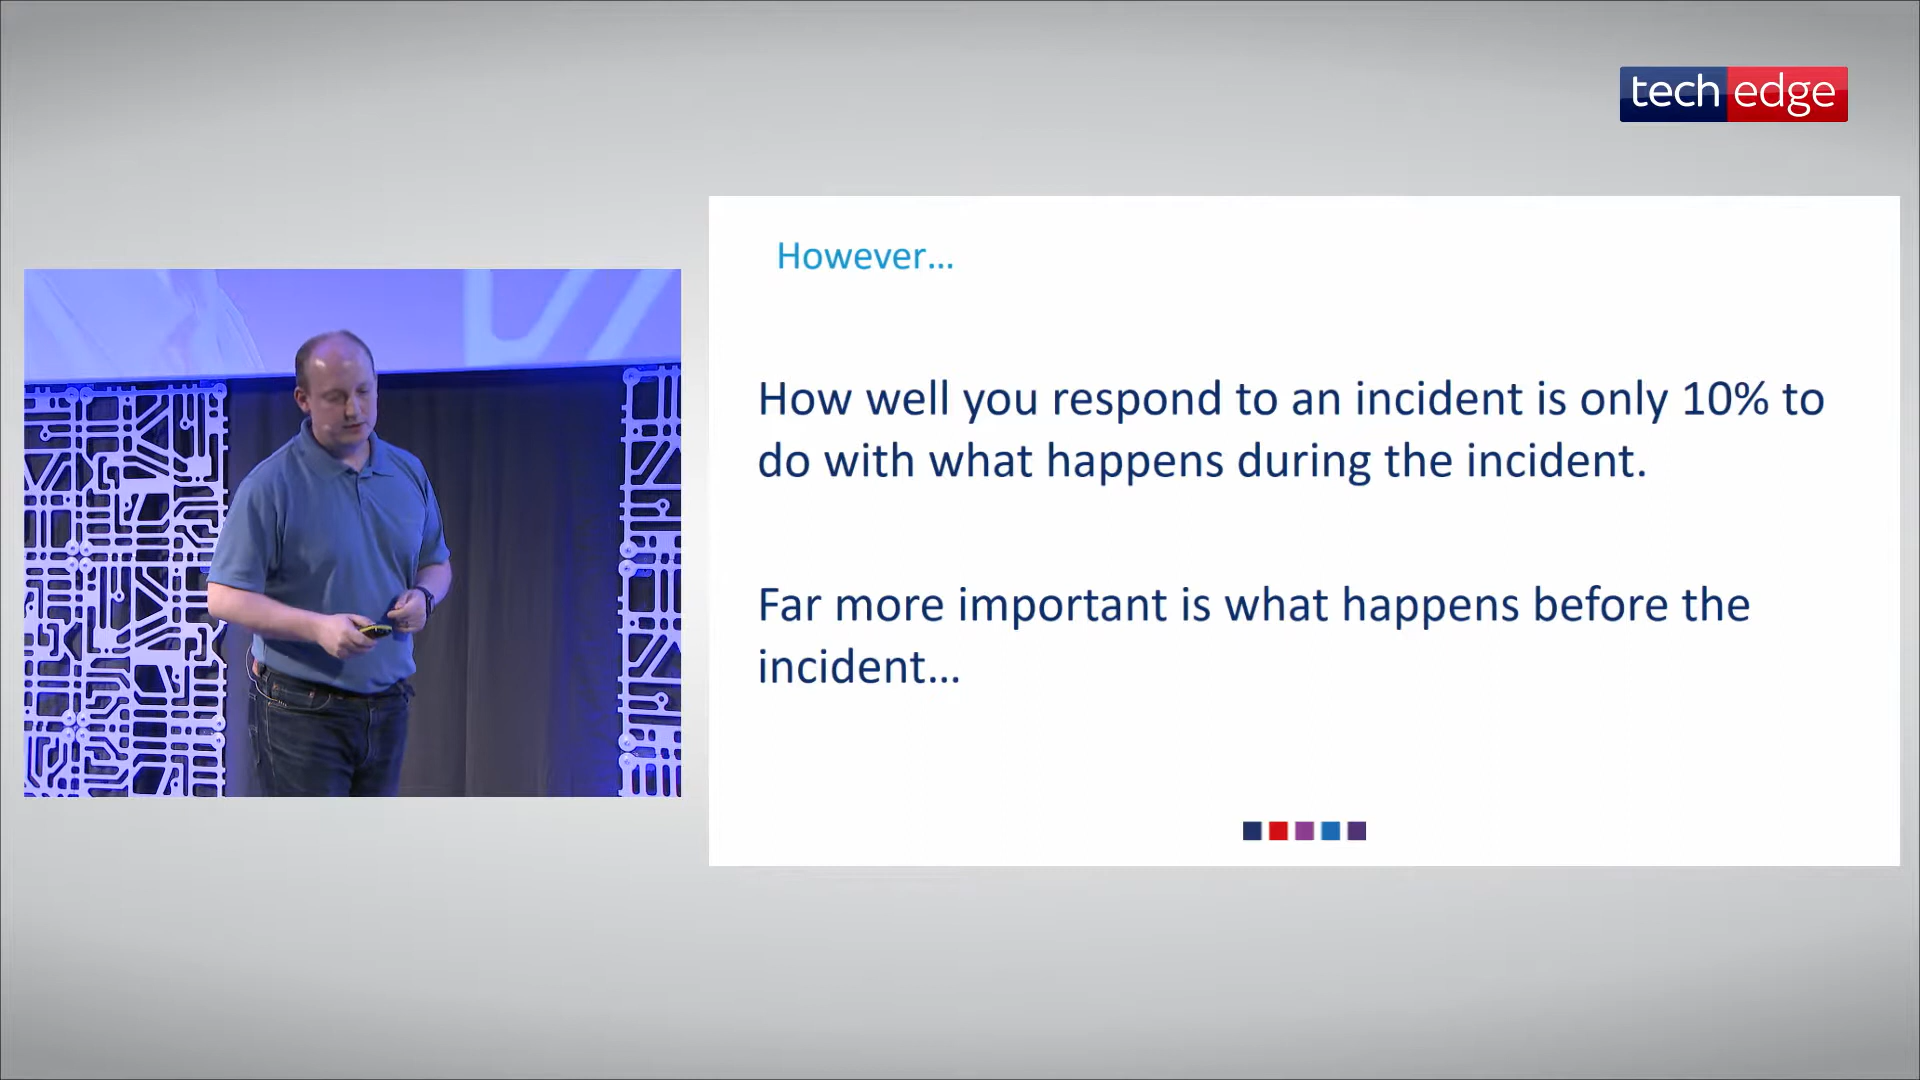 tech edge
However…
How well you respond to an incident is only 10% to
do with what happens during the incident.
Far more important is what happens before the
incident…